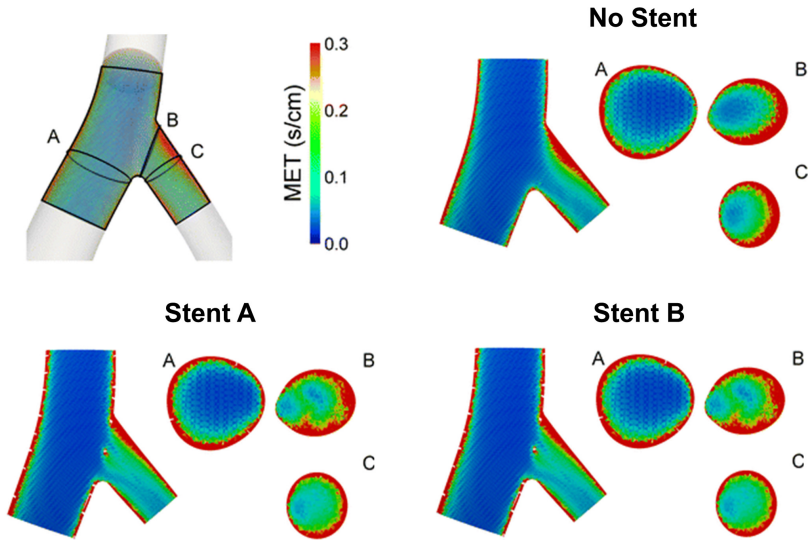 No Stent
A
B
C
MET (s/cm)
0.3
0.2
0.1
0.0
A
B
C
Stent A
A
B
C
Stent B
A
B
C